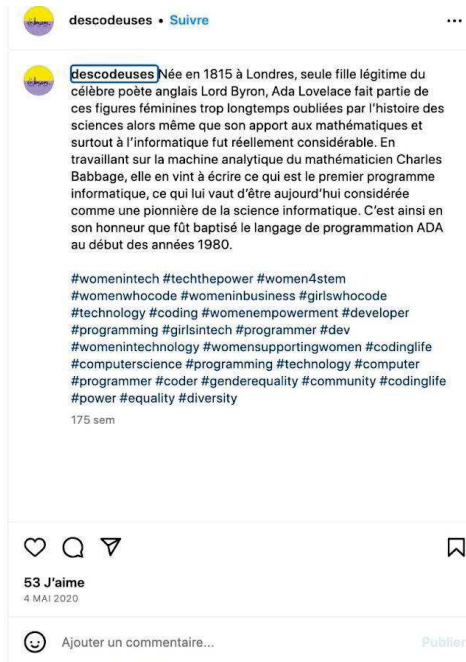 descodeuses • Suivre
descodeuses Née en 1815 à Londres, seule fille légitime du
célèbre poète anglais Lord Byron, Ada Lovelace fait partie de
ces figures féminines trop longtemps oubliées par l'histoire des
sciences alors même que son apport aux mathématiques et
surtout à l'informatique fut réellement considérable. En
travaillant sur la machine analytique du mathématicien Charles
Babbage, elle en vint à écrire ce qui est le premier programme
informatique, ce qui lui vaut d'être aujourd'hui considérée
comme une pionnière de la science informatique. C'est ainsi en
son honneur que fût baptisé le langage de programmation ADA
au début des années 1980.
#womenintech #techthepower #women4stem
#womenwhocode #womeninbusiness #girlswhocode
#technology #coding #womenempowerment #developer
#programming #girlsintech #programmer #dev
#womenintechnology #womensupportingwomen #codinglife
#computerscience #programming #technology #computer
#programmer #coder #genderequality #community #codinglife
#power #equality #diversity
175 sem
53 J'aime
4 MAI 2020
Ajouter un commentaire...
Publier